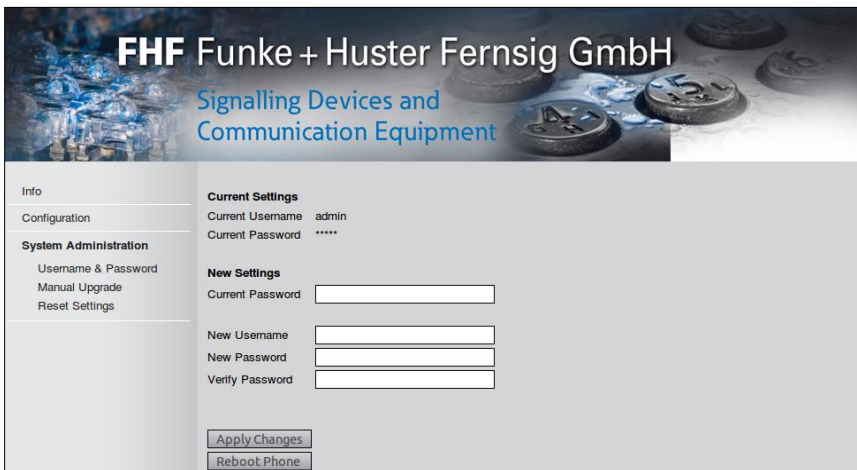 FHF Funke + Huster Fernsig GmbH
Signalling Devices and
Communication Equipment
Info
Configuration
System Administration
Username & Password
Manual Upgrade
Reset Settings
Current Settings
Current Username admin
Current Password *****
New Settings
Current Password
New Username
New Password
Verify Password
Apply Changes
Reboot Phone